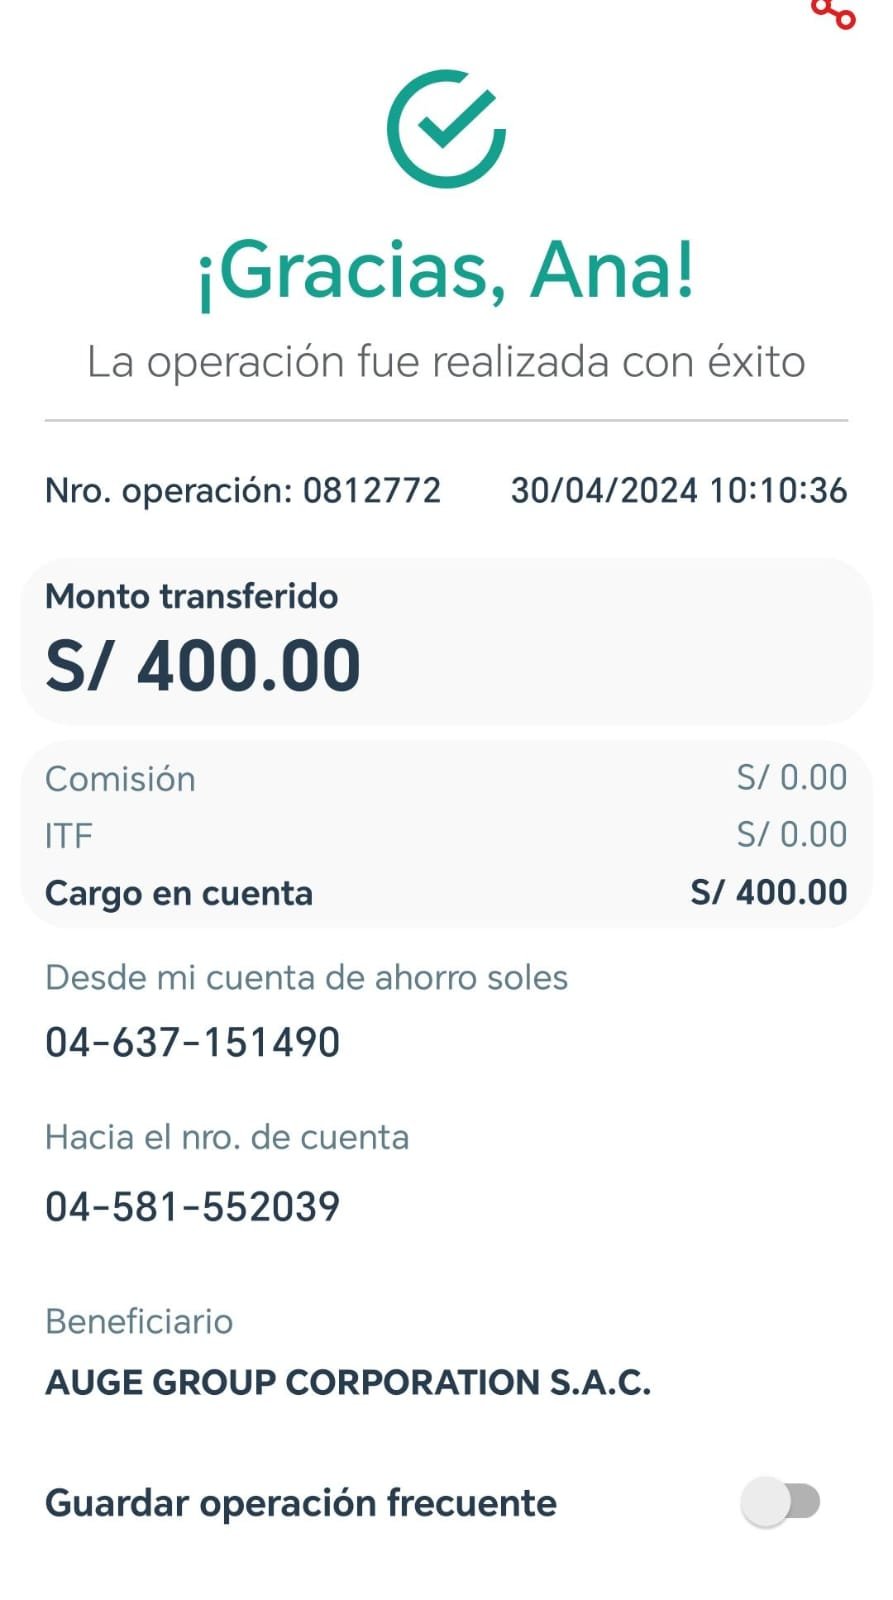 ¡Gracias, Ana!
La operación fue realizada con éxito
Nro. operación: 0812772 30/04/2024 10:10:36
Monto transferido
S/ 400.00
Comisión S/ 0.00
ITF S/ 0.00
Cargo en cuenta S/ 400.00
Desde mi cuenta de ahorro soles
04-637-151490
Hacia el nro. de cuenta
04-581-552039
Beneficiario
AUGE GROUP CORPORATION S.A.C.
Guardar operación frecuente